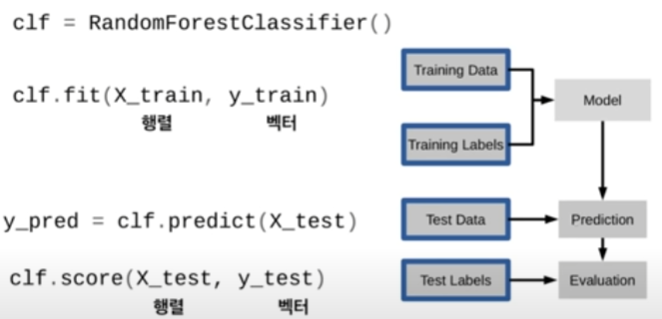 clf = RandomForestClassifier()
clf.fit(X_train, y_train)
행렬 벡터
y_pred = clf.predict(X_test)
clf.score(X_test, y_test)
행렬 벡터
Training Data
Model
Training Labels
Test Data
Prediction
Test Labels
Evaluation